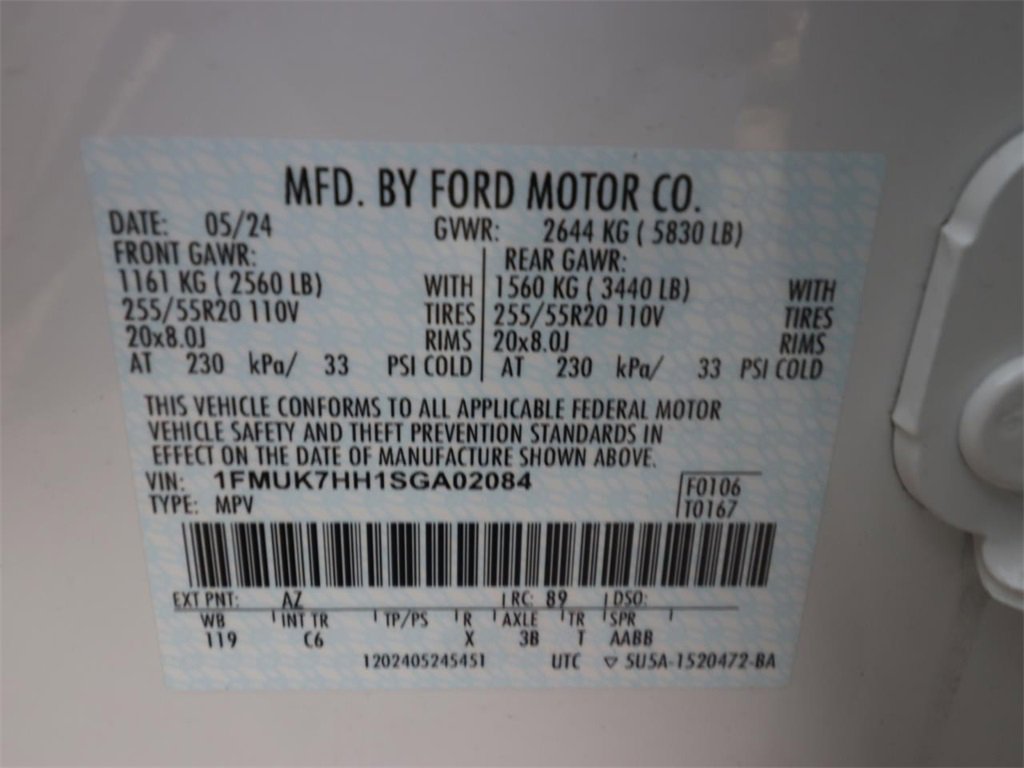 MFD. BY FORD MOTOR CO.
DATE: 05/24 GVWR: 2644 KG ( 5830 LB)
FRONT GAWR: REAR GAWR:
1161 KG ( 2560 LB) WITH 1560 KG ( 3440 LB) WITH
255/55R20 110V TIRES 255/55R20 110V TIRES
20x8.0J RIMS 20x8.0J RIMS
AT 230 kPa/ 33 PSI COLD AT 230 kPa/ 33 PSI COLD
THIS VEHICLE CONFORMS TO ALL APPLICABLE FEDERAL MOTOR
VEHICLE SAFETY AND THEFT PREVENTION STANDARDS IN
EFFECT ON THE DATE OF MANUFACTURE SHOWN ABOVE.
VIN: 1FMUK7HH1SGA02084 F0106
TYPE: MPV T0167
EXT PNT: AZ RC: 89 DSO:
WB INT TR TP/PS R AXLE TR SPR
119 C6 X 3B T AABB
1202405245451 UTC ▽ SU5A-1520472-BA